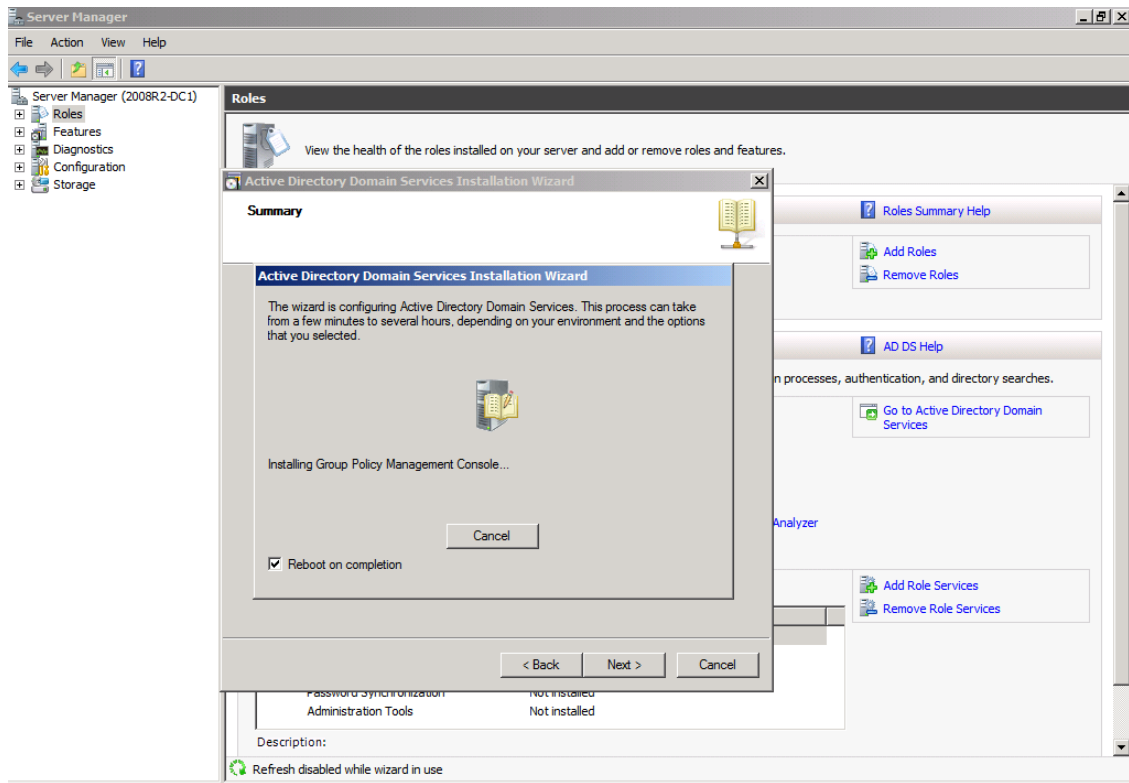 Server Manager
File Action View Help
Server Manager (2008R2-DC1)
Roles
Features
Diagnostics
Configuration
Storage
Roles
View the health of the roles installed on your server and add or remove roles and features.
Roles Summary Help
Add Roles
Remove Roles
AD DS Help
n processes, authentication, and directory searches.
Go to Active Directory Domain
Services
Analyzer
Add Role Services
Remove Role Services
Active Directory Domain Services Installation Wizard
Summary
Active Directory Domain Services Installation Wizard
The wizard is configuring Active Directory Domain Services. This process can take
from a few minutes to several hours, depending on your environment and the options
that you selected.
Installing Group Policy Management Console...
Cancel
Reboot on completion
< Back Next > Cancel
Password Synchronization Not installed
Administration Tools Not installed
Description:
Refresh disabled while wizard in use